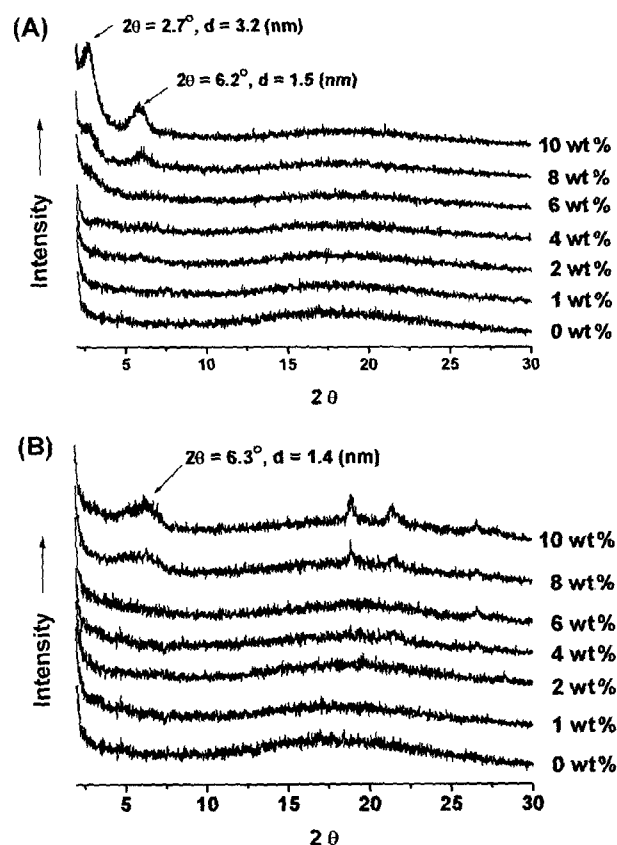 (A)
2θ = 2.7°, d = 3.2 (nm)
2θ = 6.2°, d = 1.5 (nm)
10 wt%
8 wt%
6 wt%
4 wt%
2 wt%
1 wt%
0 wt%
Intensity
5 10 15 20 25 30
2 θ
(B)
2θ = 6.3°, d = 1.4 (nm)
10 wt%
8 wt%
6 wt%
4 wt%
2 wt%
1 wt%
0 wt%
Intensity
5 10 15 20 25 30
2 θ